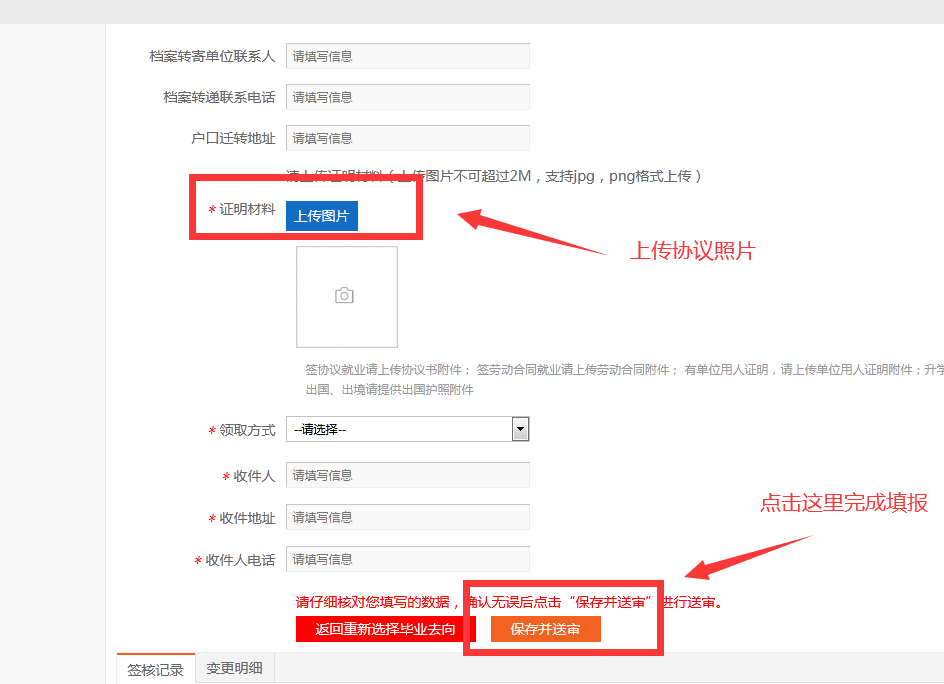 档案转寄单位联系人 请填写信息
档案转递联系电话 请填写信息
户口迁转地址 请填写信息
请上传证明材料（上传图片不可超过2M，支持jpg，png格式上传）
* 证明材料 上传图片
上传协议照片
签协议就业请上传协议书附件； 签劳动合同就业请上传劳动合同附件； 有单位用人证明，请上传单位用人证明附件；升学
出国、出境请提供出国护照附件
* 领取方式 --请选择--
* 收件人 请填写信息
点击这里完成填报
* 收件地址 请填写信息
* 收件人电话 请填写信息
请仔细核对您填写的数据，确认无误后点击“保存并送审”进行送审。
返回重新选择毕业去向 保存并送审
签核记录 变更明细